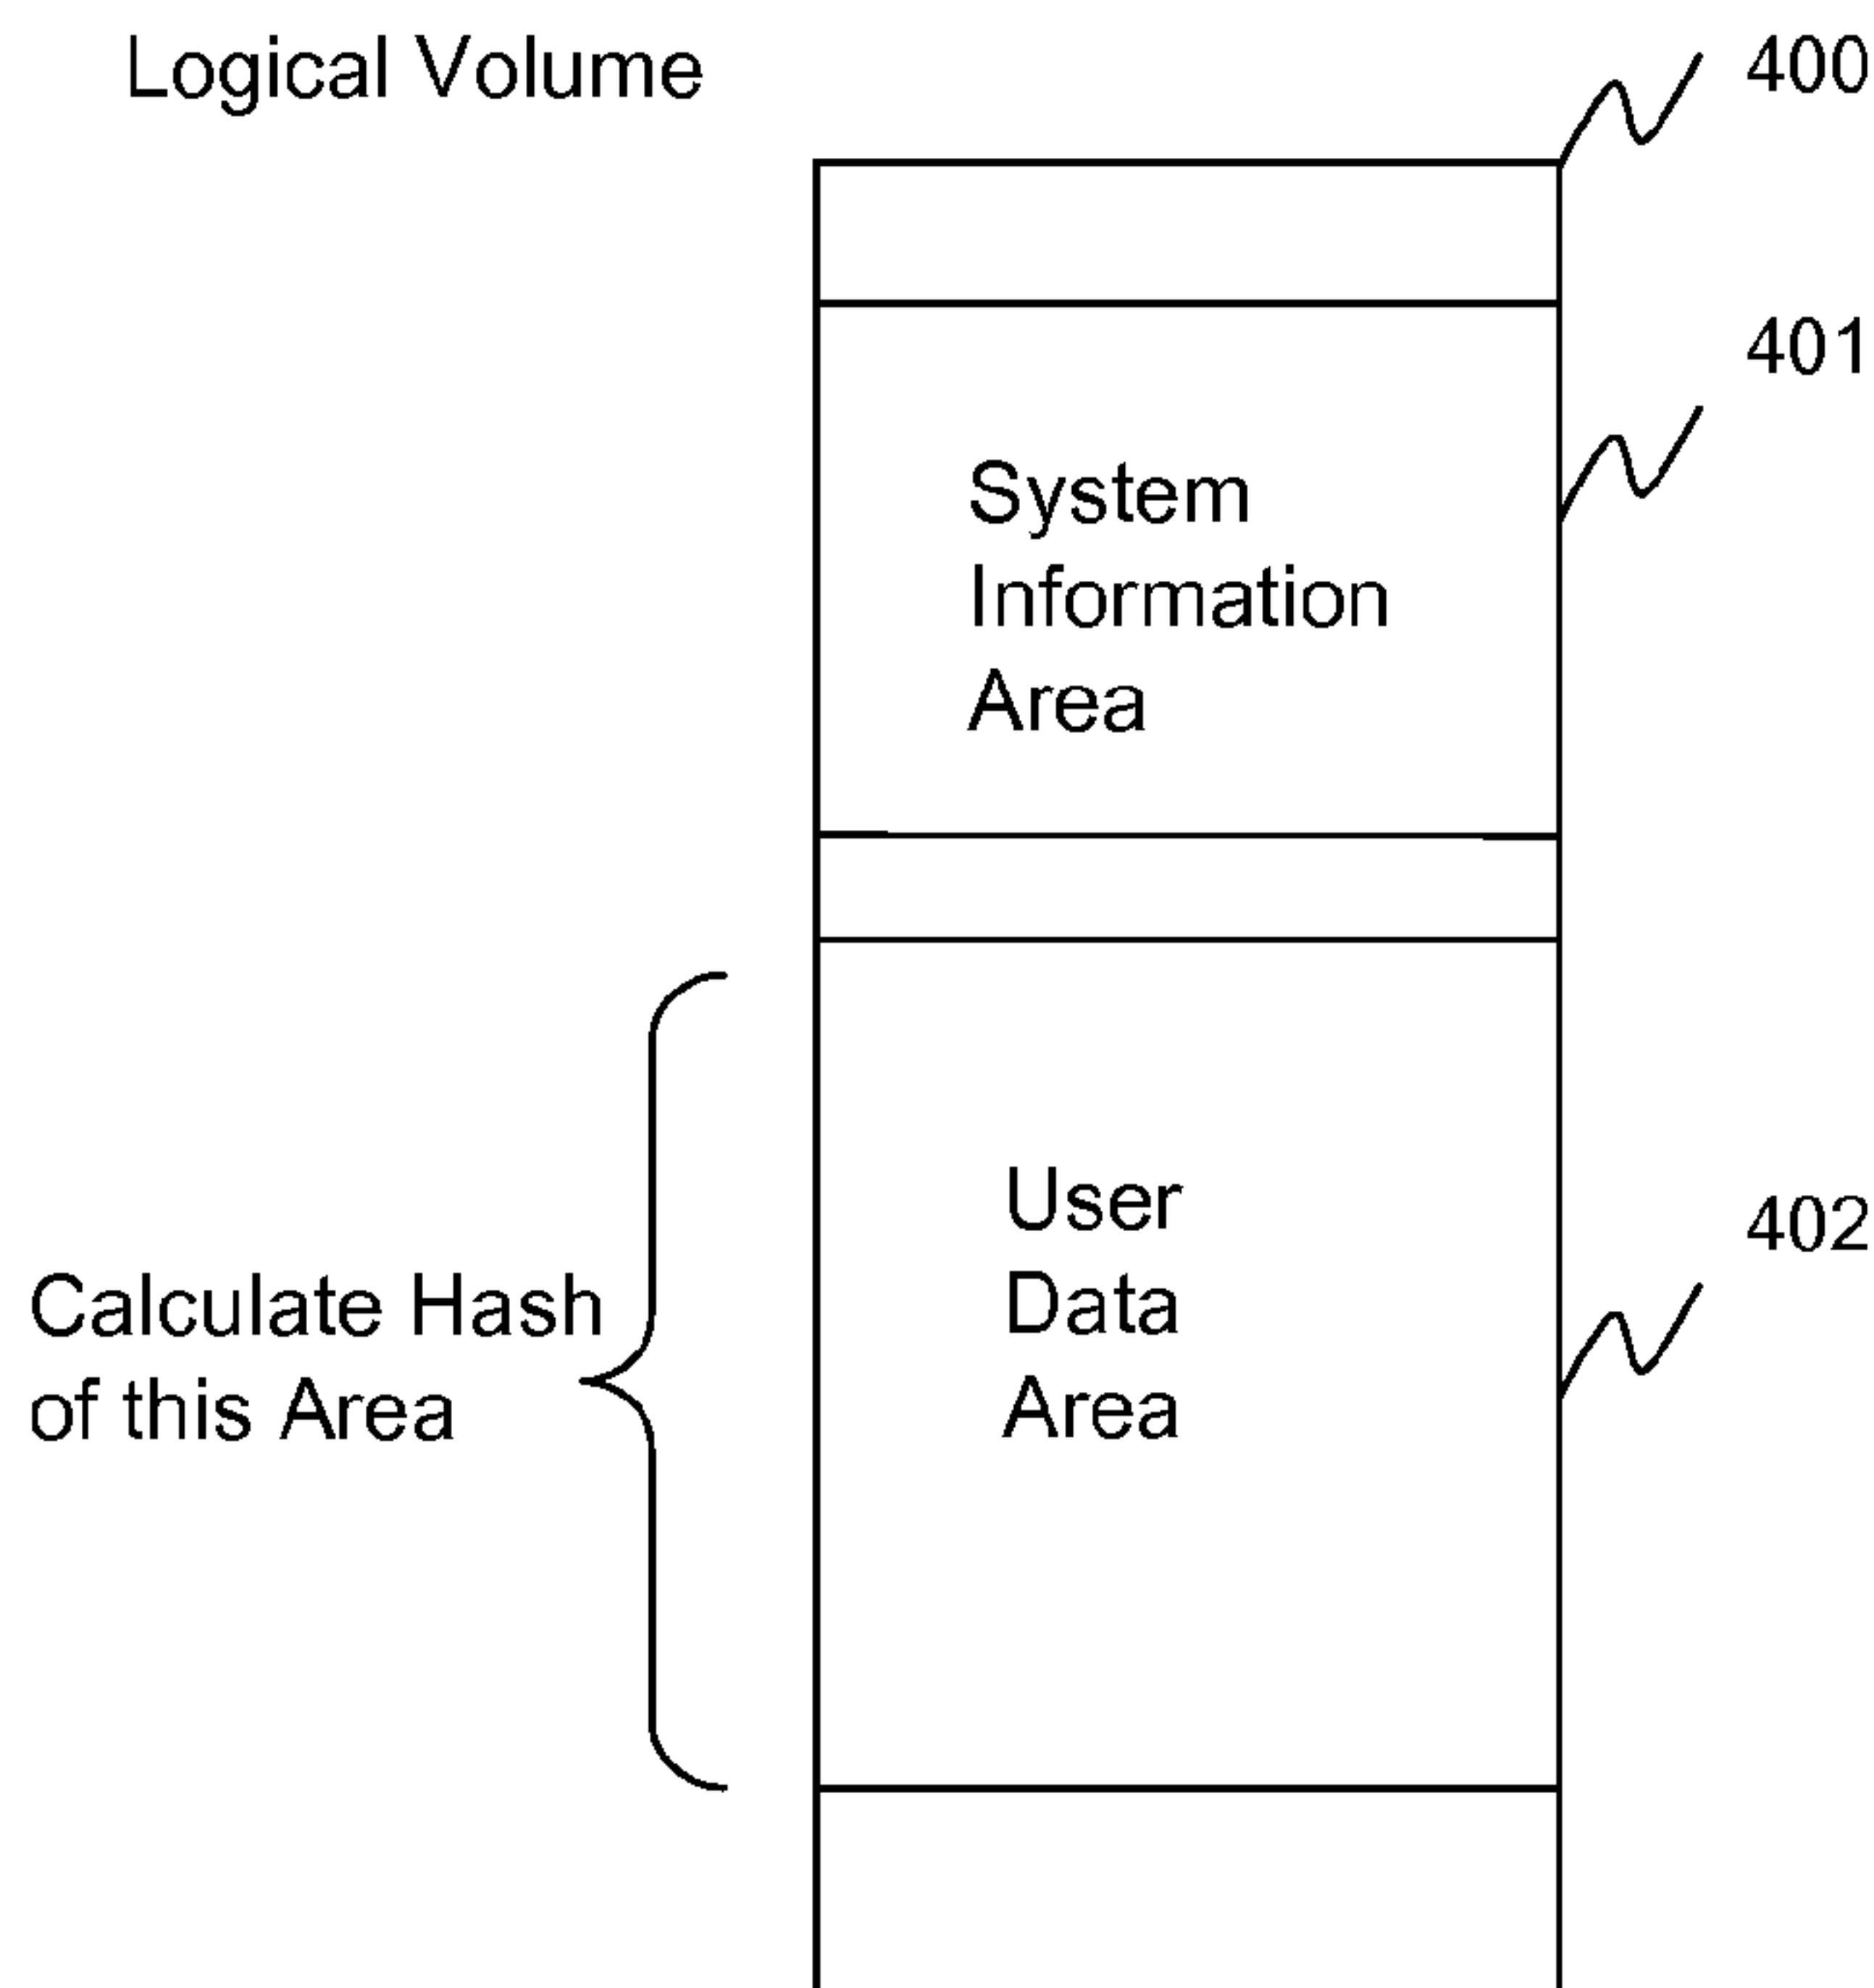 Logical Volume
400
401
System
Information
Area
User
Data
Area
402
Calculate Hash
of this Area